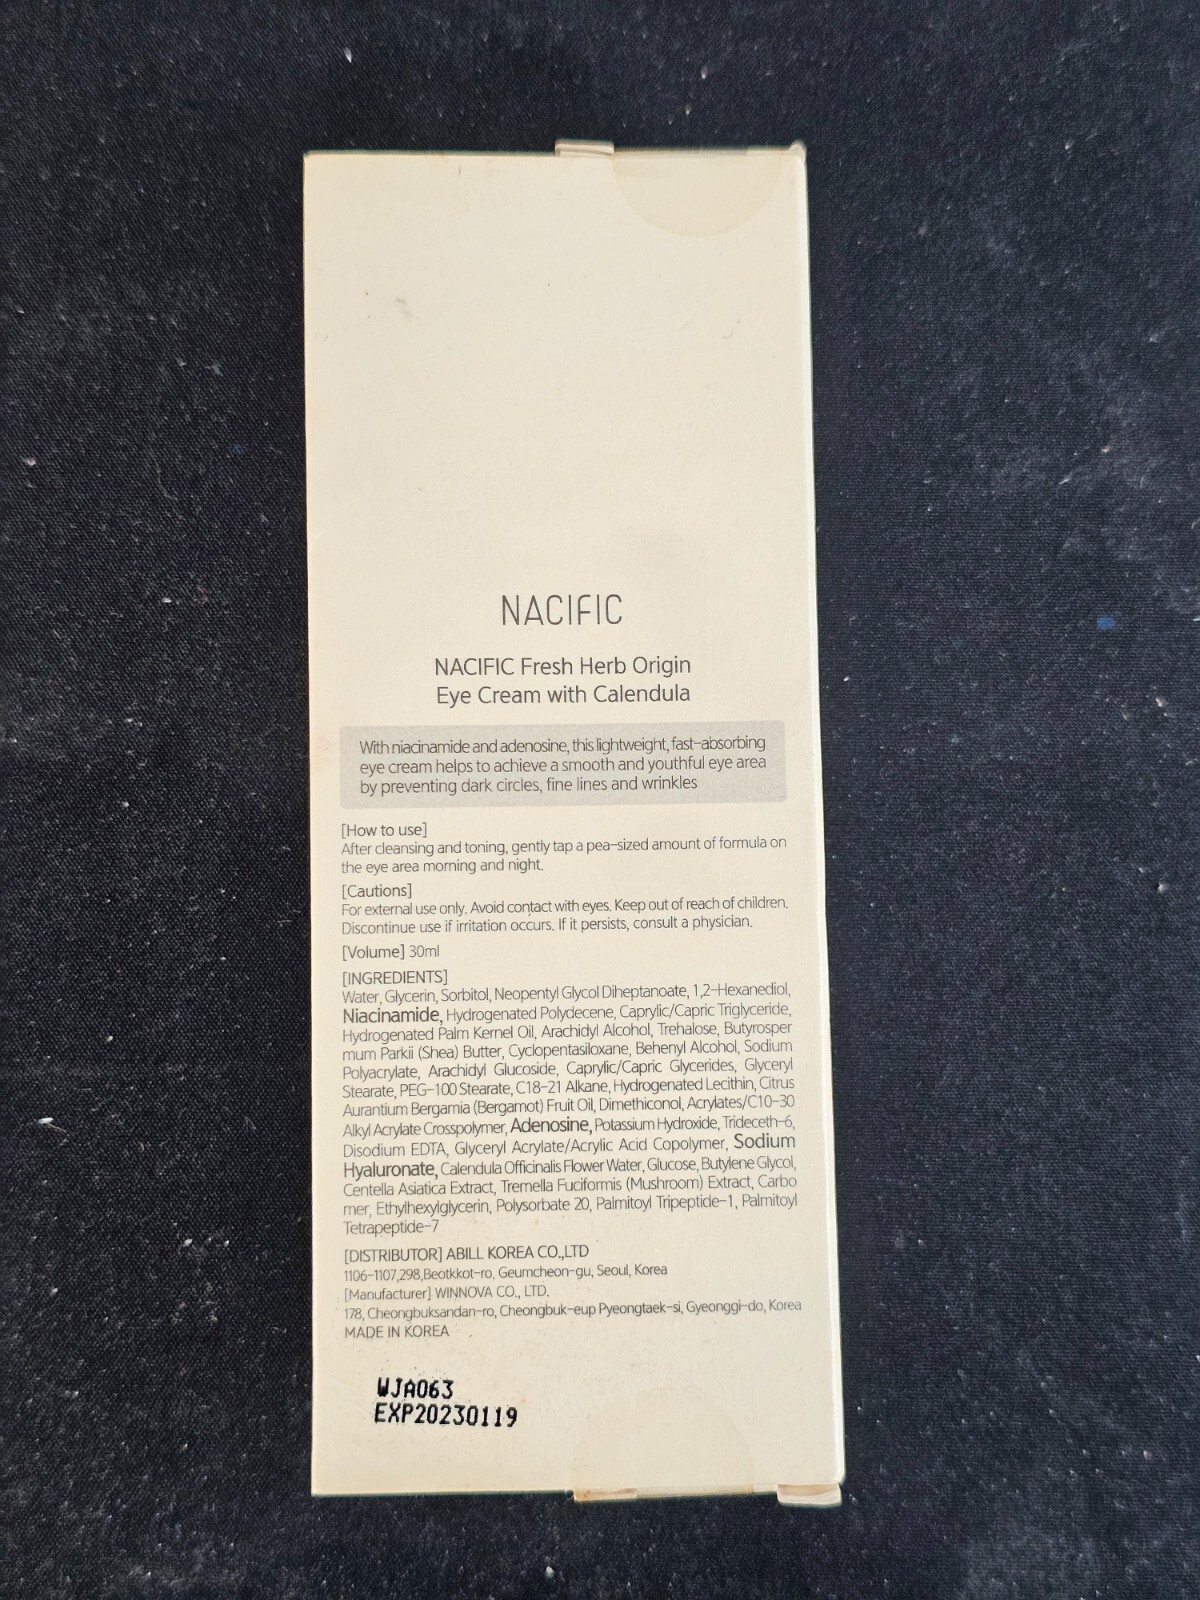 NACIFIC
NACIFIC Fresh Herb Origin
Eye Cream with Calendula
With niacinamide and adenosine, this lightweight, fast-absorbing
eye cream helps to achieve a smooth and youthful eye area
by preventing dark circles, fine lines and wrinkles
[How to use]
After cleansing and toning, gently tap a pea-sized amount of formula on
the eye area morning and night.
[Cautions]
For external use only. Avoid contact with eyes. Keep out of reach of children.
Discontinue use if irritation occurs. If it persists, consult a physician.
[Volume] 30ml
[INGREDIENTS]
Water, Glycerin, Sorbitol, Neopentyl Glycol Diheptanoate, 1,2-Hexanediol,
Niacinamide, Hydrogenated Polydecene, Caprylic/Capric Triglyceride,
Hydrogenated Palm Kernel Oil, Arachidyl Alcohol, Trehalose, Butyrosper
mum Parkii (Shea) Butter, Cyclopentasiloxane, Behenyl Alcohol, Sodium
Polyacrylate, Arachidyl Glucoside, Caprylic/Capric Glycerides, Glyceryl
Stearate, PEG-100 Stearate, C18-21 Alkane, Hydrogenated Lecithin, Citrus
Aurantium Bergamia (Bergamot) Fruit Oil, Dimethiconol, Acrylates/C10-30
Alkyl Acrylate Crosspolymer, Adenosine, Potassium Hydroxide, Trideceth-6,
Disodium EDTA, Glyceryl Acrylate/Acrylic Acid Copolymer, Sodium
Hyaluronate, Calendula Officinalis Flower Water, Glucose, Butylene Glycol,
Centella Asiatica Extract, Tremella Fuciformis (Mushroom) Extract, Carbo
mer, Ethylhexylglycerin, Polysorbate 20, Palmitoyl Tripeptide-1, Palmitoyl
Tetrapeptide-7
[DISTRIBUTOR] ABILL KOREA CO.,LTD
1106-1107,298,Beotkkot-ro, Geumcheon-gu, Seoul, Korea
[Manufacturer] WINNOVA CO., LTD.
178, Cheongbuksandan-ro, Cheongbuk-eup Pyeongtaek-si, Gyeonggi-do, Korea
MADE IN KOREA
WJA063
EXP20230119